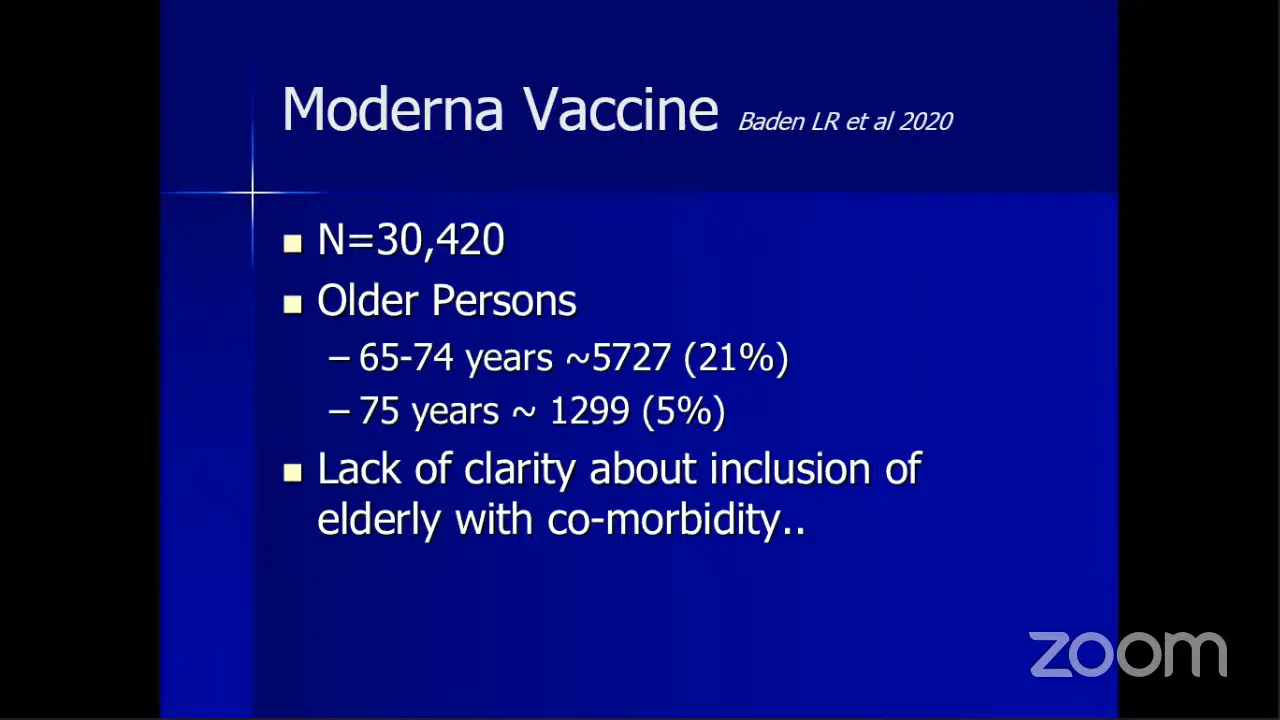 Moderna Vaccine Baden LR et al 2020
N=30,420
Older Persons
– 65-74 years ~5727 (21%)
– 75 years ~ 1299 (5%)
Lack of clarity about inclusion of
elderly with co-morbidity..
zoom